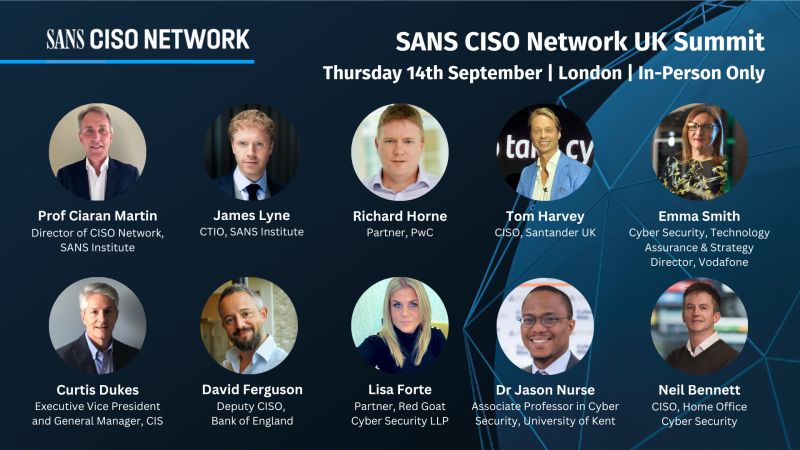 SANS CISO NETWORK
SANS CISO Network UK Summit
Thursday 14th September | London | In-Person Only
Prof Ciaran Martin
Director of CISO Network,
SANS Institute
James Lyne
CTIO, SANS Institute
Richard Horne
Partner, PwC
o talk cy
Tom Harvey
CISO, Santander UK
Emma Smith
Cyber Security, Technology
Assurance & Strategy
Director, Vodafone
Curtis Dukes
Executive Vice President
and General Manager, CIS
David Ferguson
Deputy CISO,
Bank of England
Lisa Forte
Partner, Red Goat
Cyber Security LLP
Dr Jason Nurse
Associate Professor in Cyber
Security, University of Kent
Neil Bennett
CISO, Home Office
Cyber Security